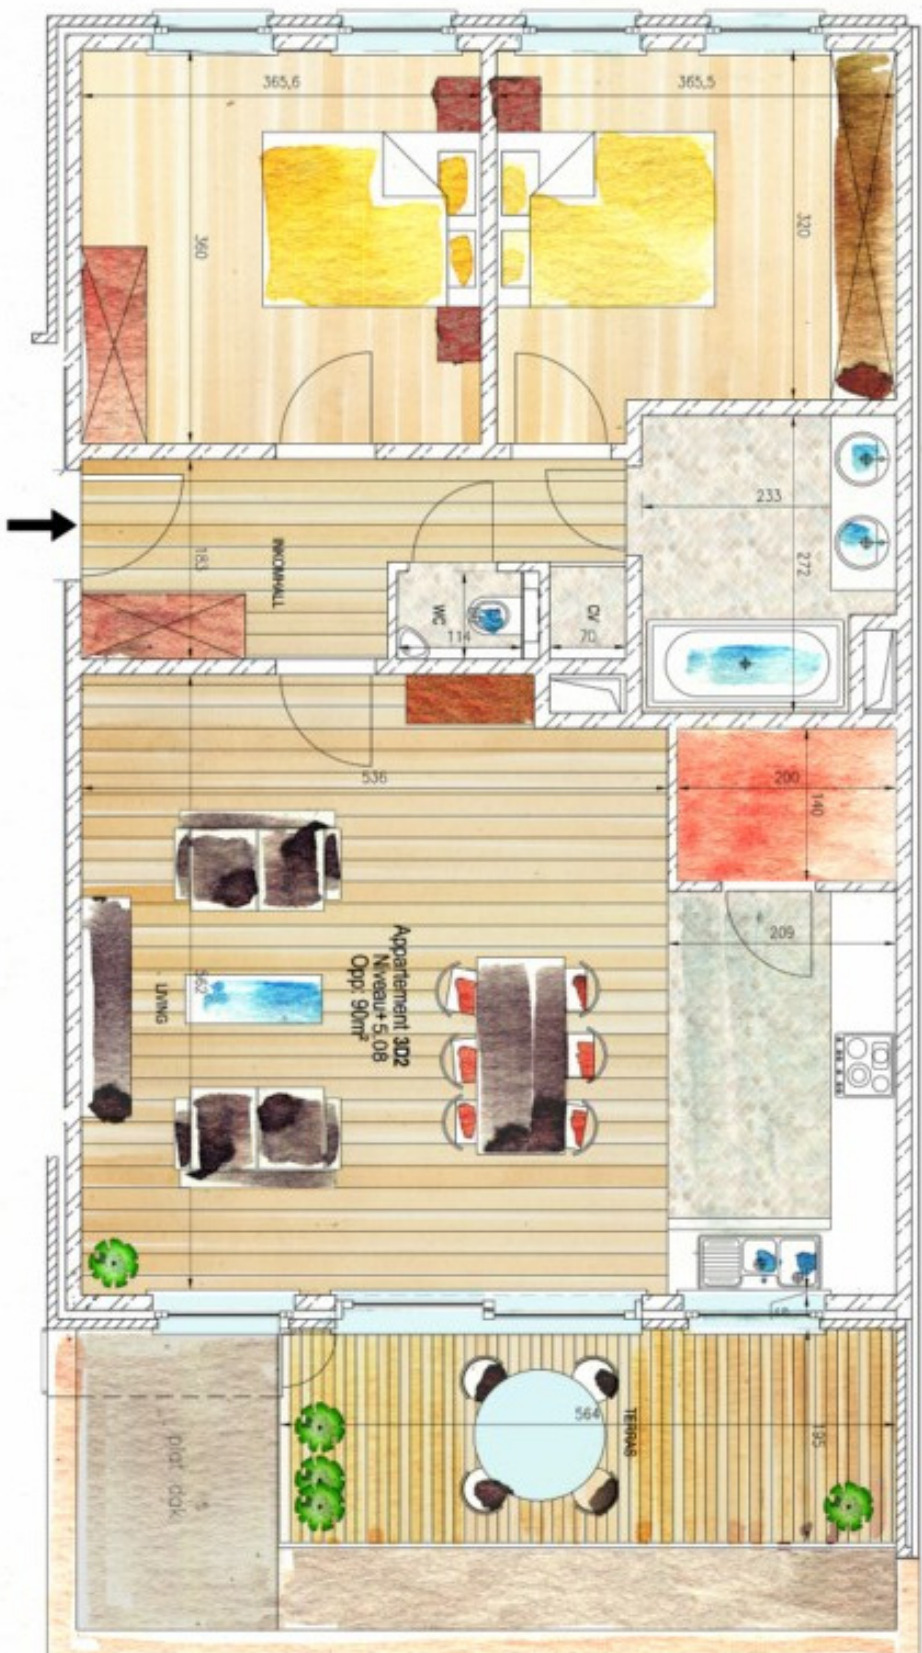 365,6
365,5
360
320
233
272
183
INKOMHALL
WC
114
CV
70
536
200
140
209
Appartement 3D2
Niveau+5.08
Opp: 90m²
562
LIVING
TERRAS
564
195
plat dak